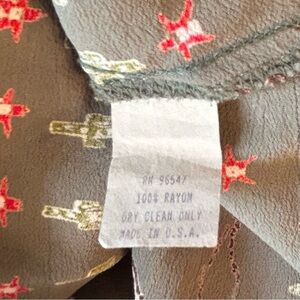 RN 96547
100% RAYON
DRY CLEAN ONLY
MADE IN U.S.A.